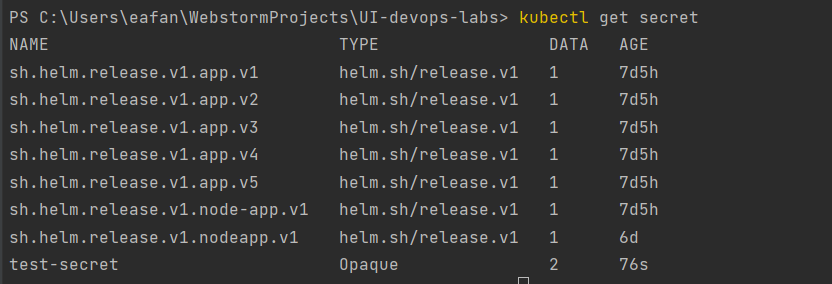 PS C:\Users\eafan\WebstormProjects\UI-devops-labs> kubectl get secret
NAME TYPE DATA AGE
sh.helm.release.v1.app.v1 helm.sh/release.v1 1 7d5h
sh.helm.release.v1.app.v2 helm.sh/release.v1 1 7d5h
sh.helm.release.v1.app.v3 helm.sh/release.v1 1 7d5h
sh.helm.release.v1.app.v4 helm.sh/release.v1 1 7d5h
sh.helm.release.v1.app.v5 helm.sh/release.v1 1 7d5h
sh.helm.release.v1.node-app.v1 helm.sh/release.v1 1 7d5h
sh.helm.release.v1.nodeapp.v1 helm.sh/release.v1 1 6d
test-secret Opaque 2 76s